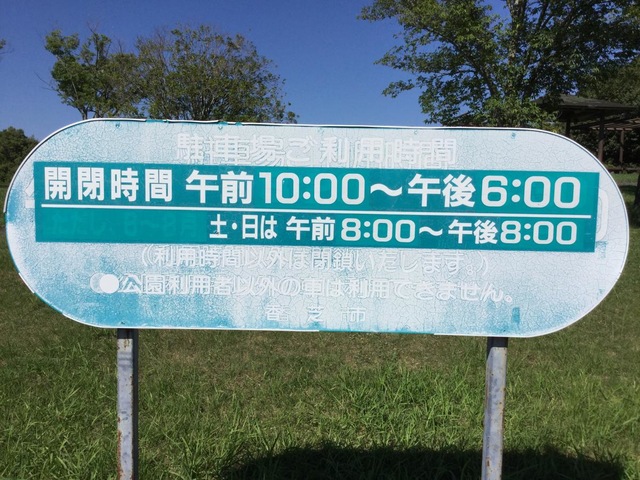 駐車場ご利用時間
開閉時間 午前10:00～午後6:00
土・日は 午前8:00～午後8:00
(利用時間以外は閉鎖いたします。)
●公園利用者以外の車は利用できません。
香芝市